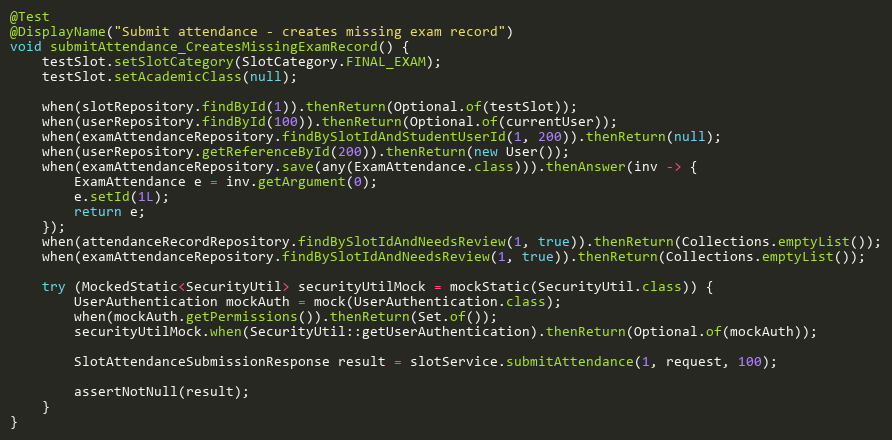 @Test
@DisplayName("Submit attendance - creates missing exam record")
void submitAttendance_CreatesMissingExamRecord() {
    testSlot.setSlotCategory(SlotCategory.FINAL_EXAM);
    testSlot.setAcademicClass(null);

    when(slotRepository.findById(1)).thenReturn(Optional.of(testSlot));
    when(userRepository.findById(100)).thenReturn(Optional.of(currentUser));
    when(examAttendanceRepository.findBySlotIdAndStudentUserId(1, 200)).thenReturn(null);
    when(userRepository.getReferenceById(200)).thenReturn(new User());
    when(examAttendanceRepository.save(any(ExamAttendance.class))).thenAnswer(inv -> {
        ExamAttendance e = inv.getArgument(0);
        e.setId(1L);
        return e;
    });
    when(attendanceRecordRepository.findBySlotIdAndNeedsReview(1, true)).thenReturn(Collections.emptyList());
    when(examAttendanceRepository.findBySlotIdAndNeedsReview(1, true)).thenReturn(Collections.emptyList());

    try (MockedStatic<SecurityUtil> securityUtilMock = mockStatic(SecurityUtil.class)) {
        UserAuthentication mockAuth = mock(UserAuthentication.class);
        when(mockAuth.getPermissions()).thenReturn(Set.of());
        securityUtilMock.when(SecurityUtil::getUserAuthentication).thenReturn(Optional.of(mockAuth));

        SlotAttendanceSubmissionResponse result = slotService.submitAttendance(1, request, 100);

        assertNotNull(result);
    }
}